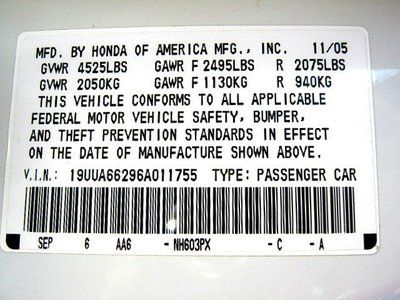 MFD. BY HONDA OF AMERICA MFG., INC. 11/05
GVWR 4525LBS GAWR F 2495LBS R 2075LBS
GVWR 2050KG GAWR F 1130KG R 940KG
THIS VEHICLE CONFORMS TO ALL APPLICABLE
FEDERAL MOTOR VEHICLE SAFETY, BUMPER,
AND THEFT PREVENTION STANDARDS IN EFFECT
ON THE DATE OF MANUFACTURE SHOWN ABOVE.
V.I.N.: 19UUA66296A011755 TYPE: PASSENGER CAR
SEP 6 AA6 -NH603PX -C -A